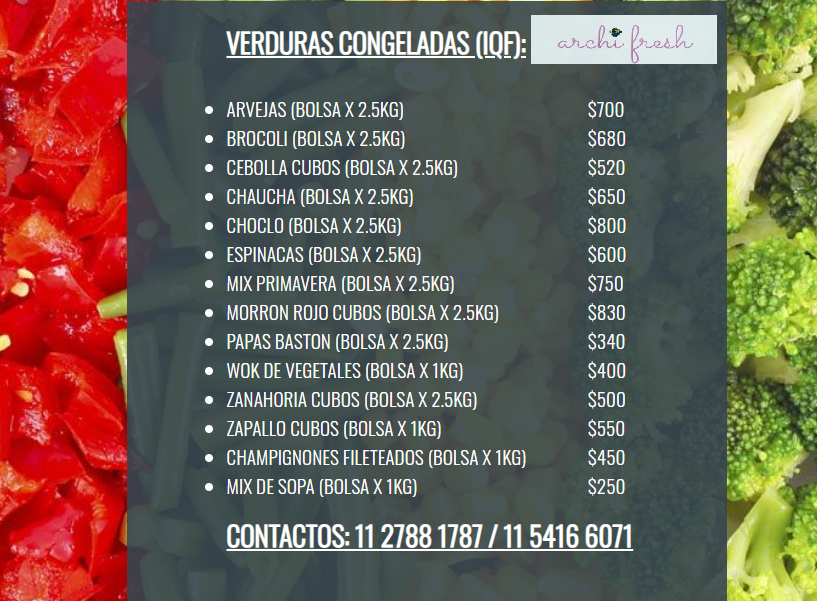 VERDURAS CONGELADAS (IQF): archi fresh
ARVEJAS (BOLSA X 2.5KG) $700
BROCOLI (BOLSA X 2.5KG) $680
CEBOLLA CUBOS (BOLSA X 2.5KG) $520
CHAUCHA (BOLSA X 2.5KG) $650
CHOCLO (BOLSA X 2.5KG) $800
ESPINACAS (BOLSA X 2.5KG) $600
MIX PRIMAVERA (BOLSA X 2.5KG) $750
MORRON ROJO CUBOS (BOLSA X 2.5KG) $830
PAPAS BASTON (BOLSA X 2.5KG) $340
WOK DE VEGETALES (BOLSA X 1KG) $400
ZANAHORIA CUBOS (BOLSA X 2.5KG) $500
ZAPALLO CUBOS (BOLSA X 1KG) $550
CHAMPIGNONES FILETEADOS (BOLSA X 1KG) $450
MIX DE SOPA (BOLSA X 1KG) $250
CONTACTOS: 11 2788 1787 / 11 5416 6071